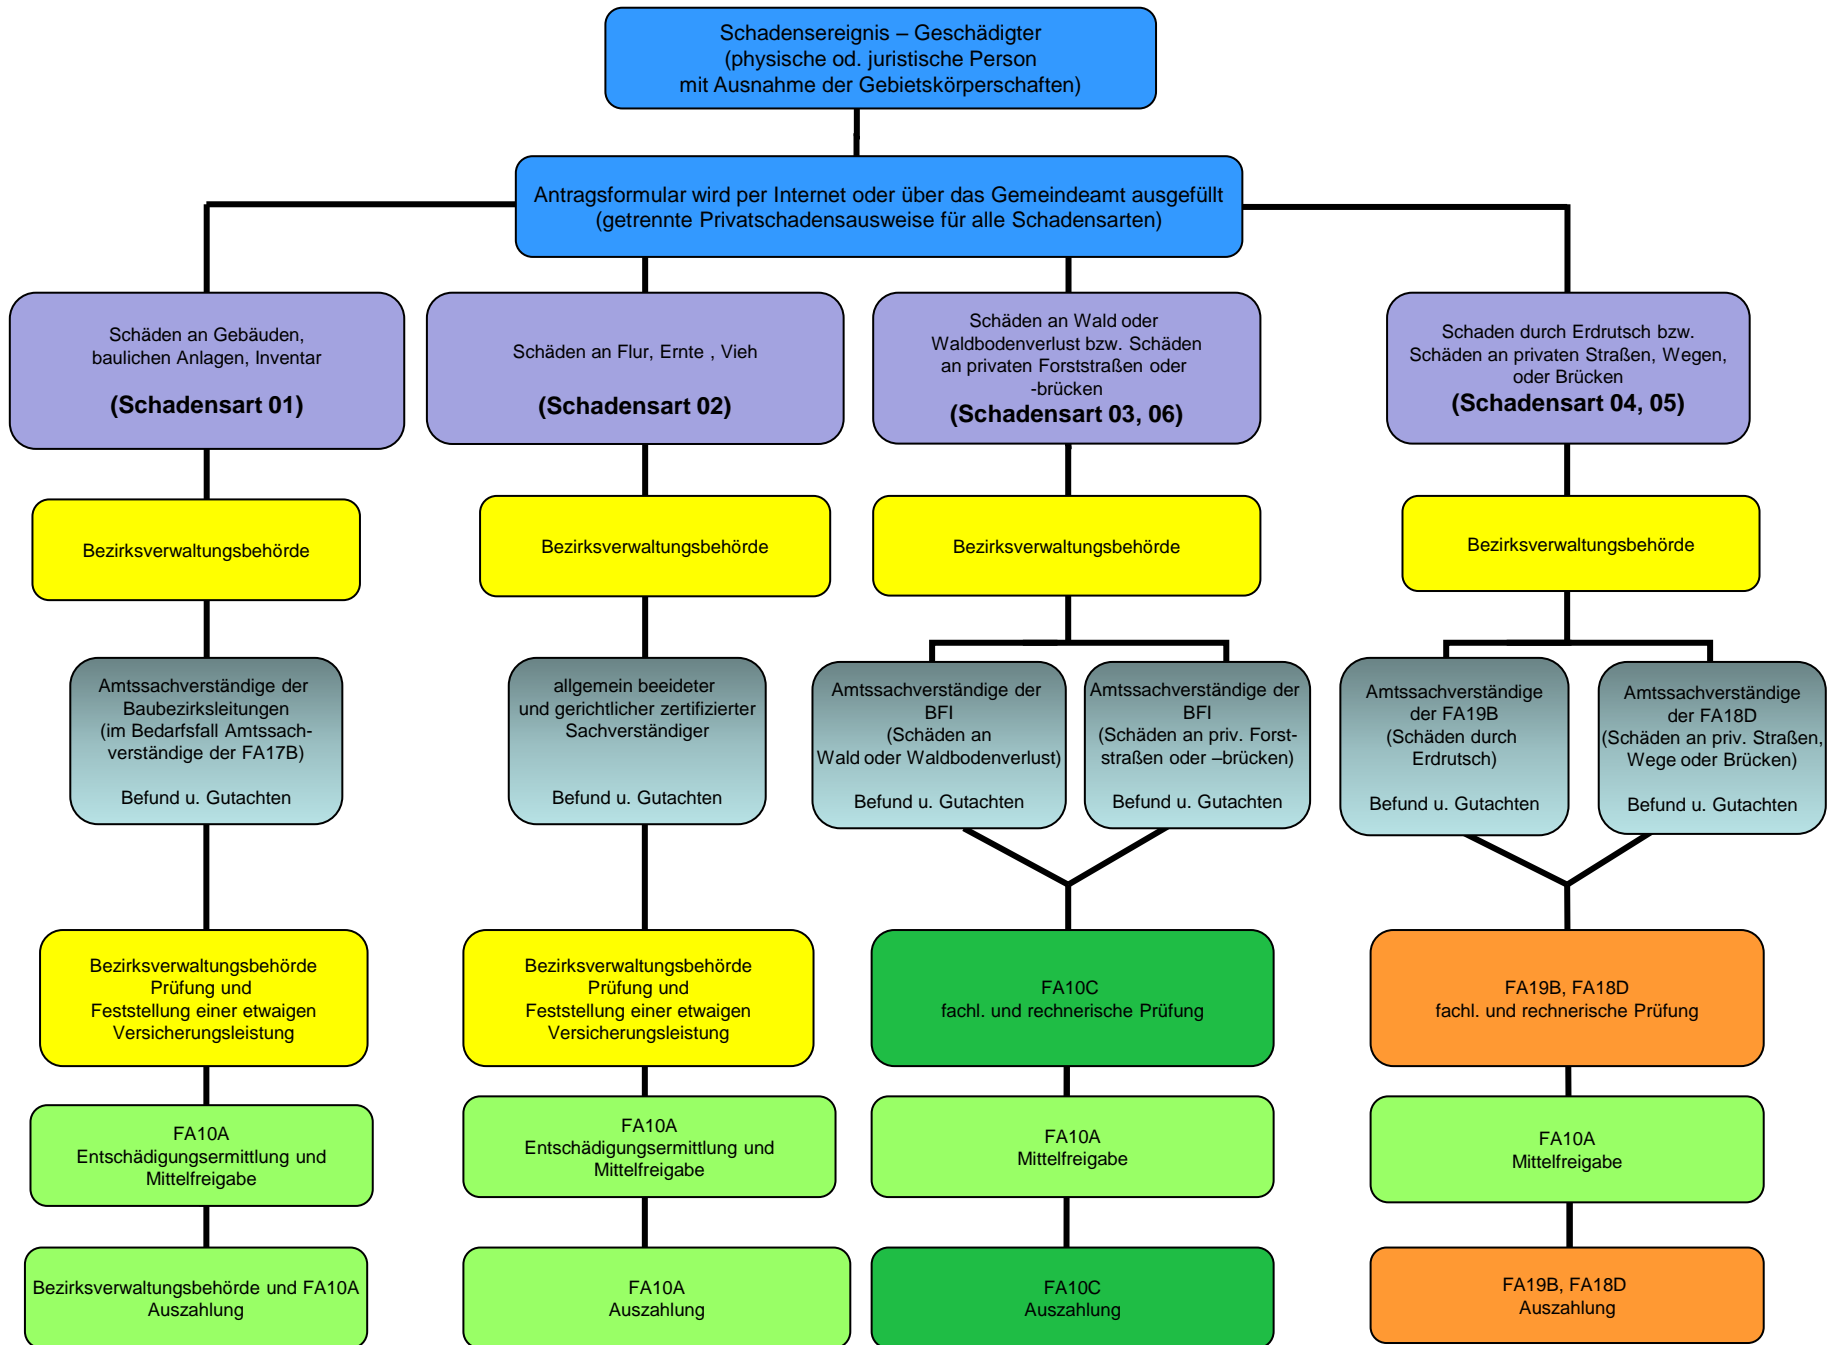 Schadensereignis – Geschädigter
(physische od. juristische Person
mit Ausnahme der Gebietskörperschaften)
Antragsformular wird per Internet oder über das Gemeindeamt ausgefüllt
(getrennte Privatschadensausweise für alle Schadensarten)
Schäden an Gebäuden,
baulichen Anlagen, Inventar
(Schadensart 01)
Schäden an Flur, Ernte , Vieh
(Schadensart 02)
Schäden an Wald oder
Waldbodenverlust bzw. Schäden
an privaten Forststraßen oder
-brücken
(Schadensart 03, 06)
Schaden durch Erdrutsch bzw.
Schäden an privaten Straßen, Wegen,
oder Brücken
(Schadensart 04, 05)
Bezirksverwaltungsbehörde
Bezirksverwaltungsbehörde
Bezirksverwaltungsbehörde
Bezirksverwaltungsbehörde
Amtssachverständige der
Baubezirksleitungen
(im Bedarfsfall Amtssach-
verständige der FA17B)
Befund u. Gutachten
allgemein beeideter
und gerichtlicher zertifizierter
Sachverständiger
Befund u. Gutachten
Amtssachverständige der
BFI
(Schäden an
Wald oder Waldbodenverlust)
Befund u. Gutachten
Amtssachverständige der
BFI
(Schäden an priv. Forst-
straßen oder –brücken)
Befund u. Gutachten
Amtssachverständige
der FA19B
(Schäden durch
Erdrutsch)
Befund u. Gutachten
Amtssachverständige
der FA18D
(Schäden an priv. Straßen,
Wege oder Brücken)
Befund u. Gutachten
Bezirksverwaltungsbehörde
Prüfung und
Feststellung einer etwaigen
Versicherungsleistung
Bezirksverwaltungsbehörde
Prüfung und
Feststellung einer etwaigen
Versicherungsleistung
FA10C
fachl. und rechnerische Prüfung
FA19B, FA18D
fachl. und rechnerische Prüfung
FA10A
Entschädigungsermittlung und
Mittelfreigabe
FA10A
Entschädigungsermittlung und
Mittelfreigabe
FA10A
Mittelfreigabe
FA10A
Mittelfreigabe
Bezirksverwaltungsbehörde und FA10A
Auszahlung
FA10A
Auszahlung
FA10C
Auszahlung
FA19B, FA18D
Auszahlung